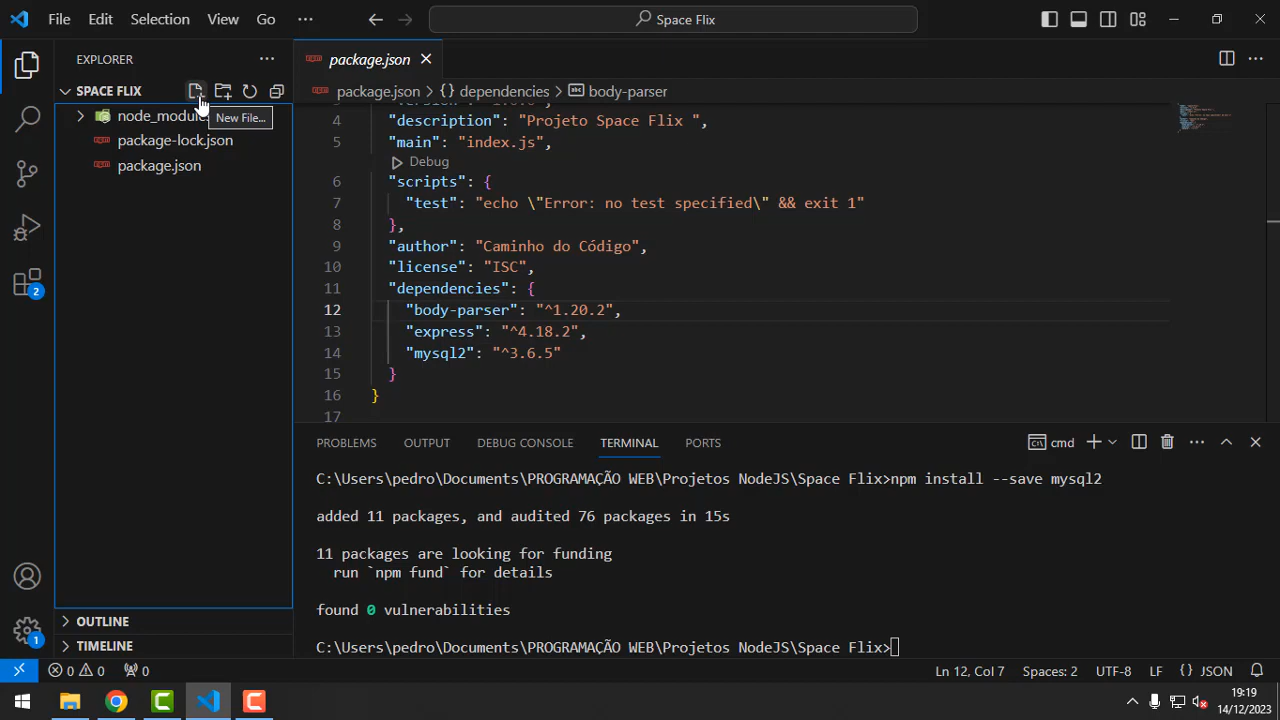 File Edit Selection View Go ··· Space Flix
EXPLORER ···
package.json
SPACE FLIX
New File...
package.json > {} dependencies > abc body-parser
node_module
package-lock.json
package.json
4 "description": "Projeto Space Flix ",
5 "main": "index.js",
Debug
6 "scripts": {
7 "test": "echo \"Error: no test specified\" && exit 1"
8 },
9 "author": "Caminho do Código",
10 "license": "ISC",
11 "dependencies": {
12 "body-parser": "^1.20.2",
13 "express": "^4.18.2",
14 "mysql2": "^3.6.5"
15 }
16 }
17
2
PROBLEMS OUTPUT DEBUG CONSOLE TERMINAL PORTS cmd
C:\Users\pedro\Documents\PROGRAMAÇÃO WEB\Projetos NodeJS\Space Flix>npm install --save mysql2
added 11 packages, and audited 76 packages in 15s
11 packages are looking for funding
run `npm fund` for details
found 0 vulnerabilities
C:\Users\pedro\Documents\PROGRAMAÇÃO WEB\Projetos NodeJS\Space Flix>
OUTLINE
1
TIMELINE
0 0 0 Ln 12, Col 7 Spaces: 2 UTF-8 LF {} JSON
19:19
14/12/2023